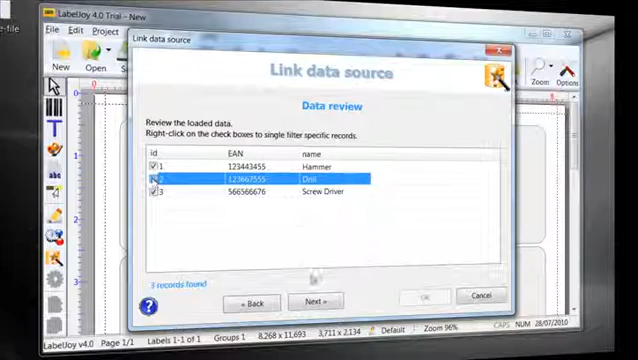 e-file
LabelJoy 4.0 Trial - New
File Edit Project
New Open
Zoom Options
Link data source
Link data source
Data review
Review the loaded data.
Right-click on the check boxes to single filter specific records.
id EAN name
1 123443455 Hammer
2 123667555 Drill
3 566566676 Screw Driver
3 records found
? « Back Next » OK Cancel
LabelJoy v4.0 Page 1/1 Labels 1-1 of 1 Groups 1 8,268 x 11,693 3,711 x 2,134 Default Zoom 96% CAPS NUM 28/07/2010